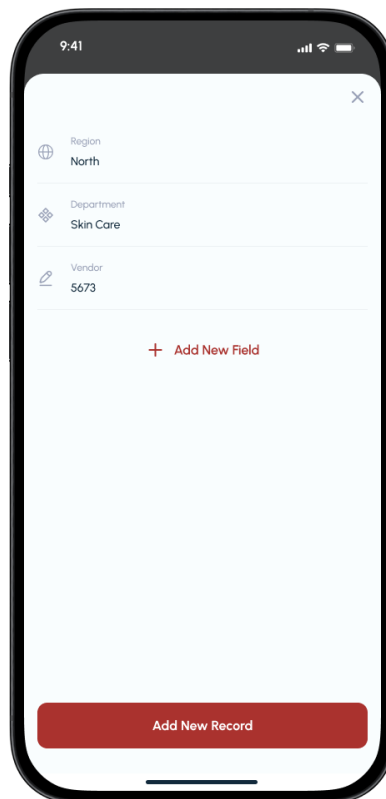 9:41
Region
North
Department
Skin Care
Vendor
5673
Add New Field
Add New Record